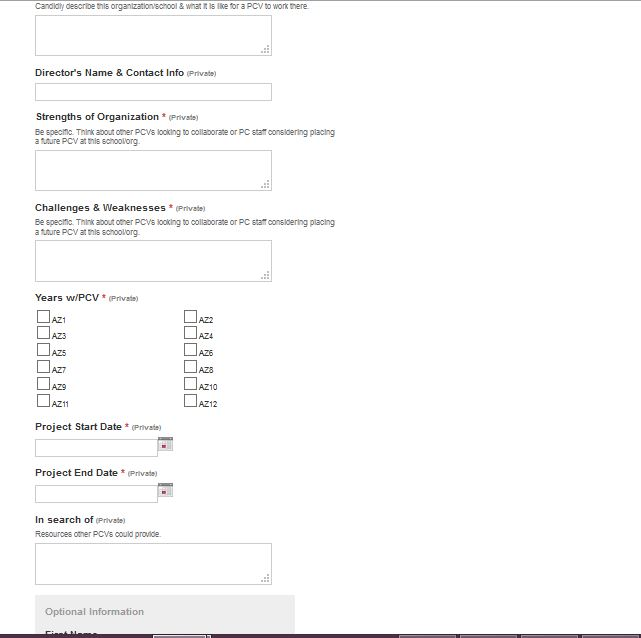 Candidly describe this organization/school & what it is like for a PCV to work there.
Director's Name & Contact Info (Private)
Strengths of Organization * (Private)
Be specific. Think about other PCVs looking to collaborate or PC staff considering placing
a future PCV at this school/org.
Challenges & Weaknesses * (Private)
Be specific. Think about other PCVs looking to collaborate or PC staff considering placing
a future PCV at this school/org.
Years w/PCV * (Private)
AZ1 AZ2
AZ3 AZ4
AZ5 AZ6
AZ7 AZ8
AZ9 AZ10
AZ11 AZ12
Project Start Date * (Private)
Project End Date * (Private)
In search of (Private)
Resources other PCVs could provide.
Optional Information
First Name